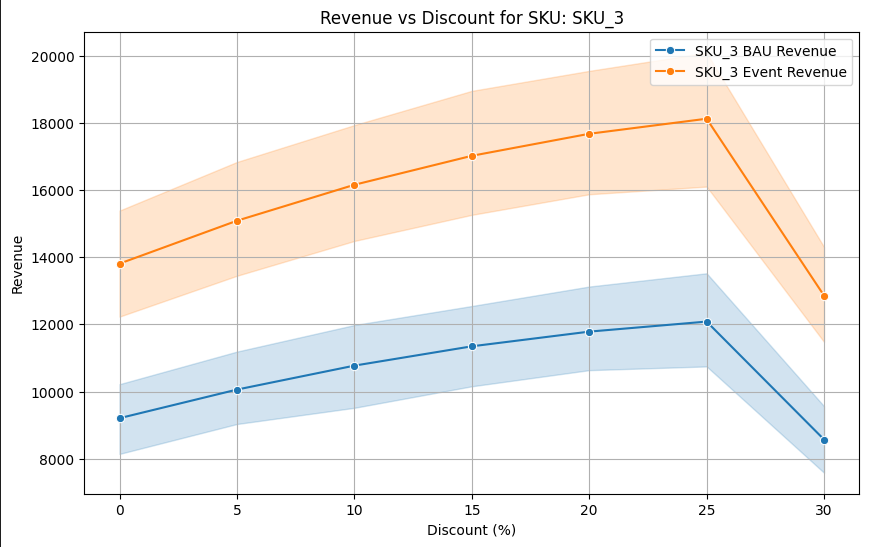 Revenue vs Discount for SKU: SKU_3
SKU_3 BAU Revenue
SKU_3 Event Revenue
Revenue
20000
18000
16000
14000
12000
10000
8000
0 5 10 15 20 25 30
Discount (%)